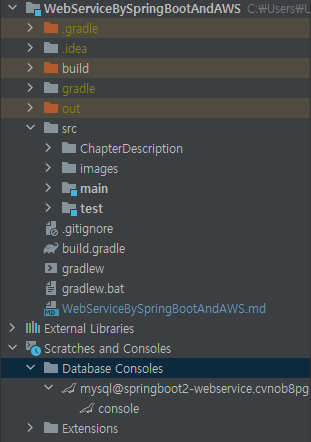 WebServiceBySpringBootAndAWS C:￦Users￦U
.gradle
.idea
build
gradle
out
src
ChapterDescription
images
main
test
.gitignore
build.gradle
gradlew
gradlew.bat
WebServiceBySpringBootAndAWS.md
External Libraries
Scratches and Consoles
Database Consoles
mysql@springboot2-webservice.cvnob8pg
console
Extensions